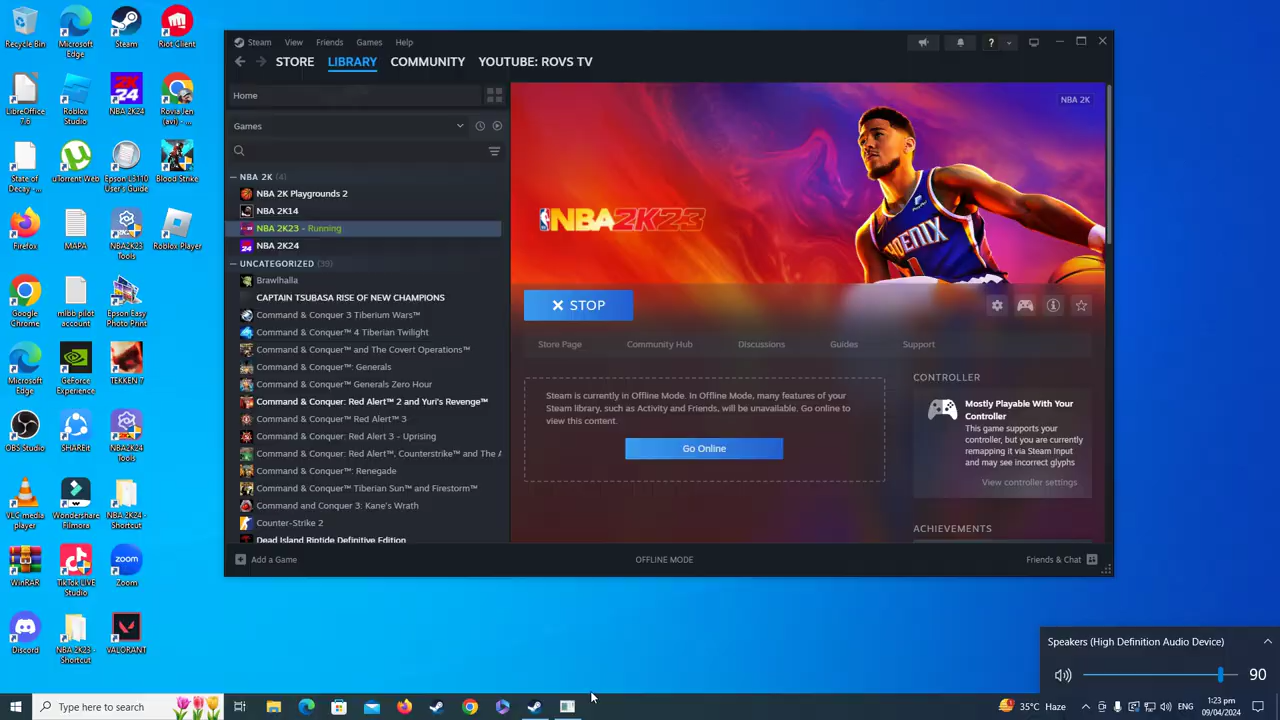 Recycle Bin
Microsoft Edge
Steam
Riot Client
LibreOffice 7.6
Roblox Studio
NBA 2K24
RoviaJen (avi) - ...
State of Decay - ...
uTorrent Web
Epson L3110 User's Guide
Blood Strike
Firefox
MAPA
NBA2K23 Tools
Roblox Player
Google Chrome
mlbb pilot account
Epson Easy Photo Print
Microsoft Edge
GeForce Experience
TEKKEN 7
OBS Studio
SHAREit
NBA2K24 Tools
VLC media player
Wondershare Filmora
NBA 2K24 - Shortcut
WinRAR
TikTok LIVE Studio
Zoom
Discord
NBA 2K23 - Shortcut
VALORANT
Steam View Friends Games Help
STORE LIBRARY COMMUNITY YOUTUBE: ROVS TV
Home
Games
NBA 2K (4)
NBA 2K Playgrounds 2
NBA 2K14
NBA 2K23 - Running
NBA 2K24
UNCATEGORIZED (39)
Brawlhalla
CAPTAIN TSUBASA RISE OF NEW CHAMPIONS
Command & Conquer 3 Tiberium Wars™
Command & Conquer™ 4 Tiberian Twilight
Command & Conquer™ and The Covert Operations™
Command & Conquer™: Generals
Command & Conquer™ Generals Zero Hour
Command & Conquer: Red Alert™ 2 and Yuri's Revenge™
Command & Conquer™ Red Alert™ 3
Command & Conquer: Red Alert 3 - Uprising
Command & Conquer: Red Alert™, Counterstrike™ and The A
Command & Conquer™: Renegade
Command & Conquer™ Tiberian Sun™ and Firestorm™
Command and Conquer 3: Kane's Wrath
Counter-Strike 2
Dead Island Riptide Definitive Edition
NBA 2K
NBA2K23
PHOENIX
STOP
Store Page Community Hub Discussions Guides Support
Steam is currently in Offline Mode. In Offline Mode, many features of your
Steam library, such as Activity and Friends, will be unavailable. Go online to
view this content.
Go Online
CONTROLLER
Mostly Playable With Your
Controller
This game supports your
controller, but you are currently
remapping it via Steam Input
and may see incorrect glyphs
View controller settings
ACHIEVEMENTS
Add a Game
OFFLINE MODE
Friends & Chat
Speakers (High Definition Audio Device)
90
Type here to search
35°C Haze
ENG
1:23 pm
09/04/2024